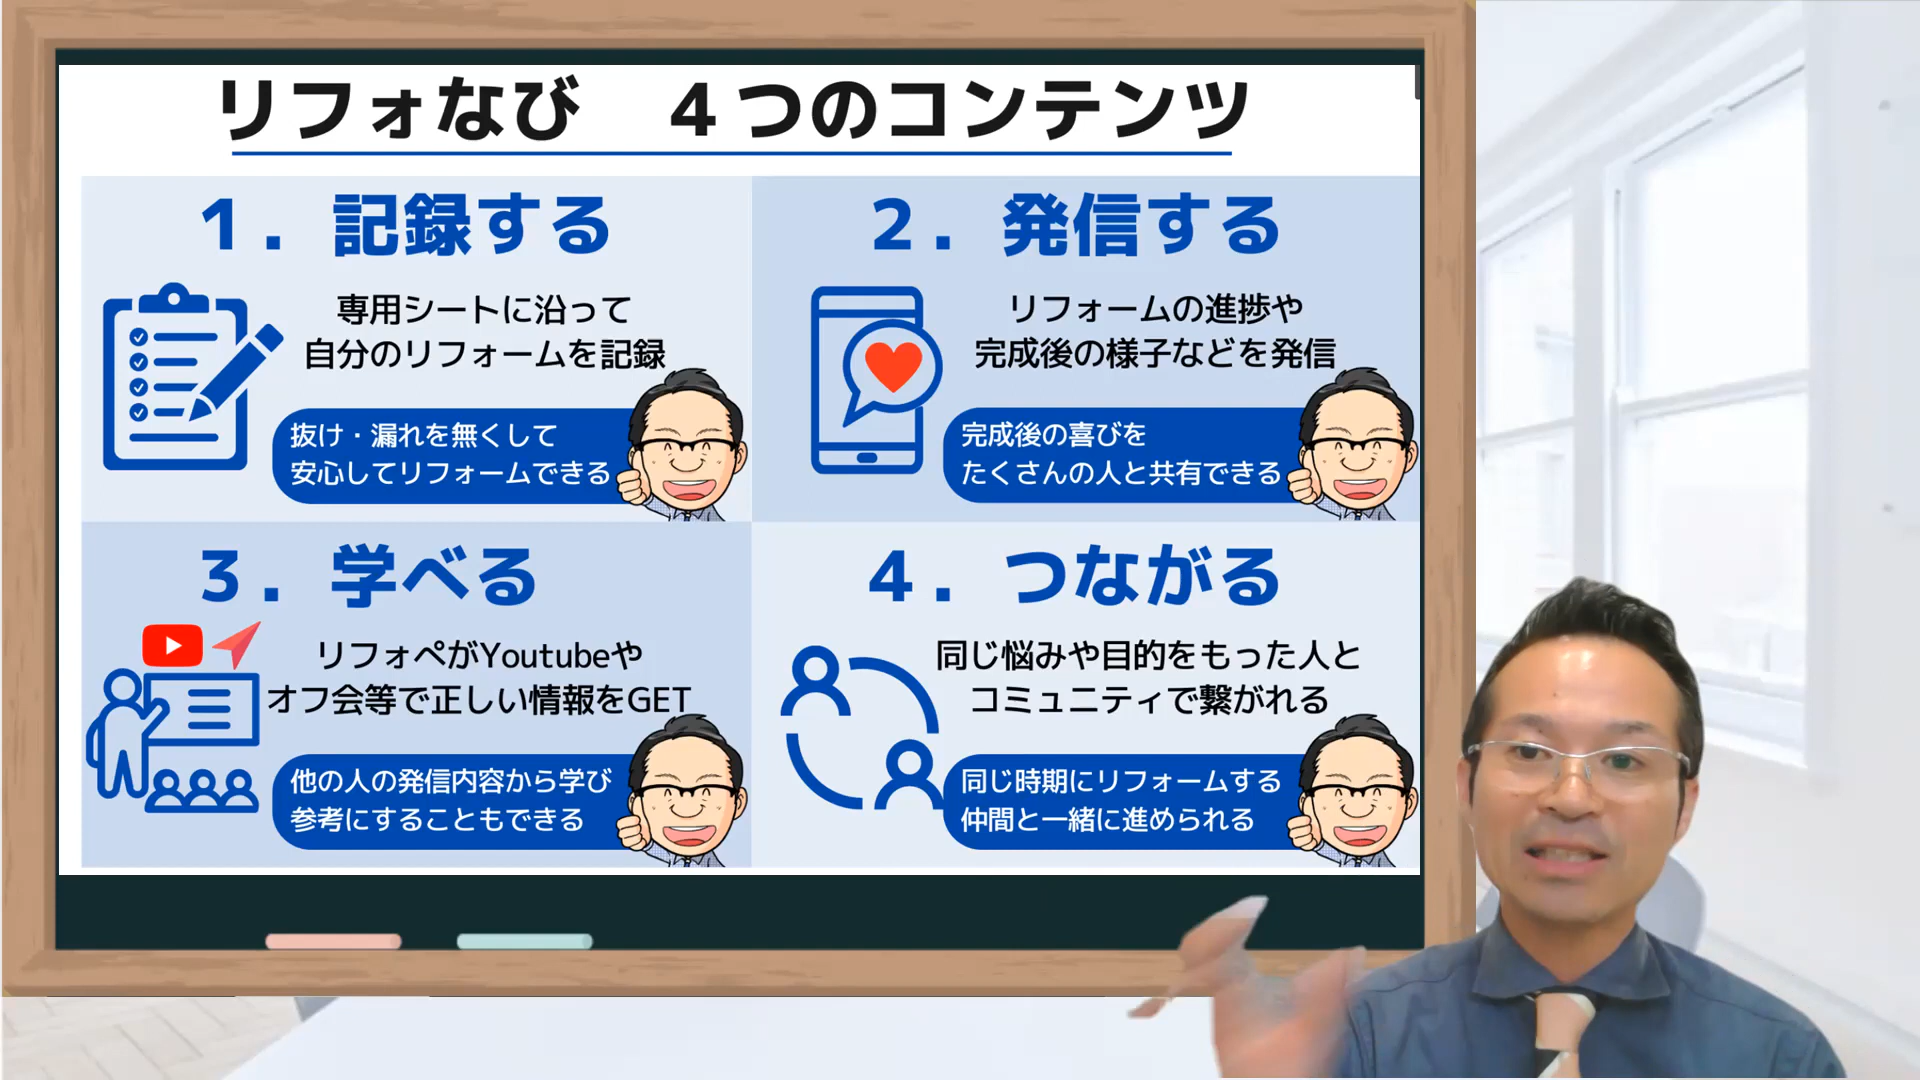 リフォなび　４つのコンテンツ
１．記録する
専用シートに沿って
自分のリフォームを記録
抜け・漏れを無くして
安心してリフォームできる
２．発信する
リフォームの進捗や
完成後の様子などを発信
完成後の喜びを
たくさんの人と共有できる
３．学べる
リフォペがYoutubeや
オフ会等で正しい情報をGET
他の人の発信内容から学び
参考にすることもできる
４．つながる
同じ悩みや目的をもった人と
コミュニティで繋がれる
同じ時期にリフォームする
仲間と一緒に進められる